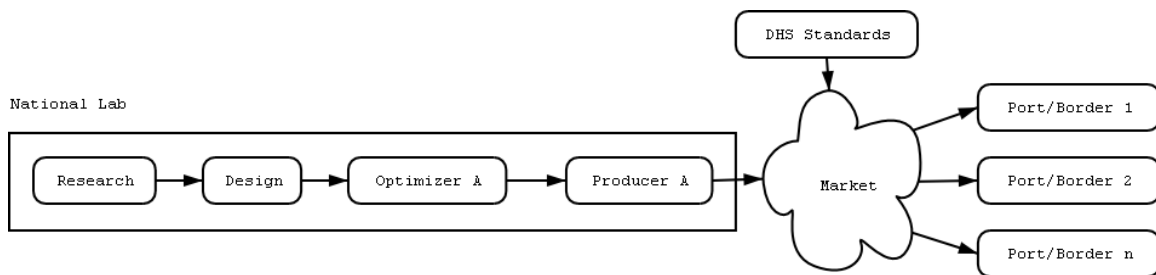 DHS Standards
National Lab
Port/Border 1
Research
Design
Optimizer A
Producer A
Market
Port/Border 2
Port/Border n